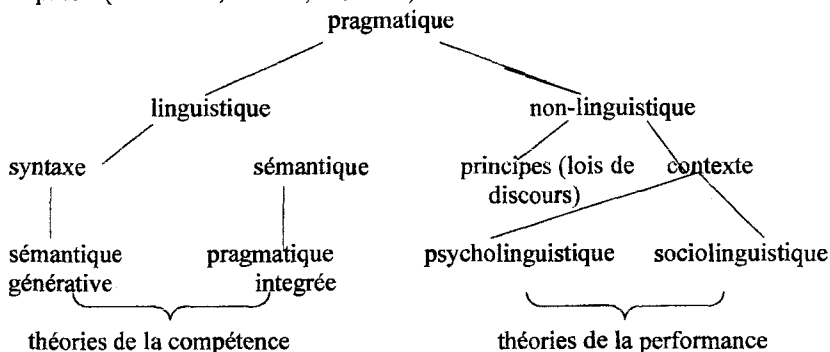 pragmatique
linguistique non-linguistique
syntaxe sémantique principes (lois de contexte
discours)
sémantique pragmatique psycholinguistique sociolinguistique
générative integrée
théories de la compétence théories de la performance